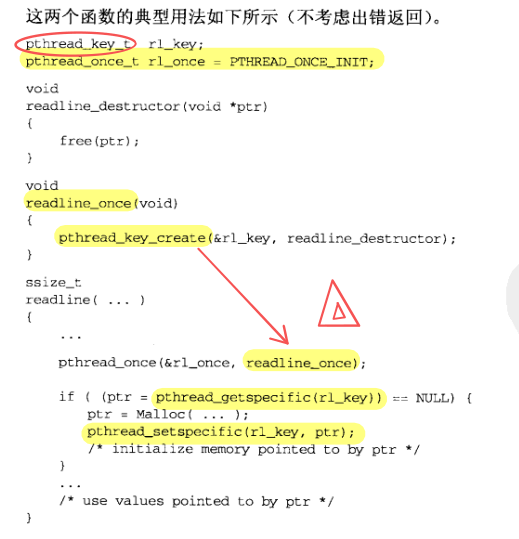 这两个函数的典型用法如下所示（不考虑出错返回）。
pthread_key_t rl_key;
pthread_once_t rl_once = PTHREAD_ONCE_INIT;
void
readline_destructor(void *ptr)
{
free(ptr);
}
void
readline_once(void)
{
pthread_key_create(&rl_key, readline_destructor);
}
ssize_t
readline( ... )
{
...
pthread_once(&rl_once, readline_once);
if ( (ptr = pthread_getspecific(rl_key)) == NULL) {
ptr = Malloc( ... );
pthread_setspecific(rl_key, ptr);
/* initialize memory pointed to by ptr */
}
...
/* use values pointed to by ptr */
}